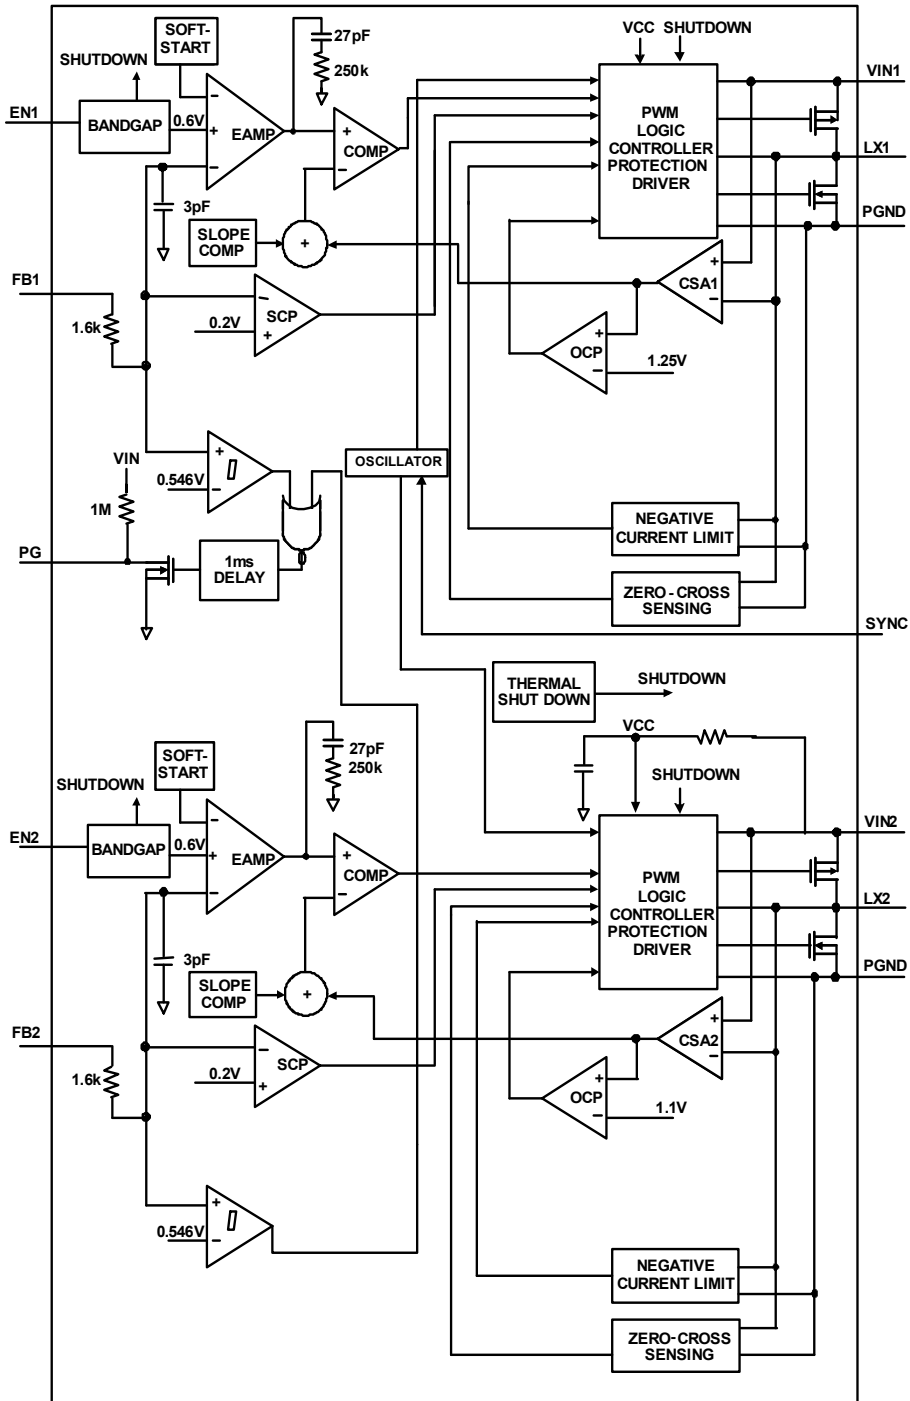 SOFT-
START
27pF
250k
VCC SHUTDOWN
SHUTDOWN
VIN1
EN1
BANDGAP
0.6V
−
+
−
EAMP
+
−
COMP
PWM
LOGIC
CONTROLLER
PROTECTION
DRIVER
LX1
3pF
PGND
SLOPE
COMP
+
+
−
CSA1
FB1
1.6k
−
+
SCP
0.2V
+
−
OCP
1.25V
VIN
+
−
0.546V
OSCILLATOR
1M
NEGATIVE
CURRENT LIMIT
PG
1ms
DELAY
ZERO-CROSS
SENSING
SYNC
THERMAL
SHUT DOWN
SHUTDOWN
VCC
SOFT-
START
27pF
250k
SHUTDOWN
SHUTDOWN
VIN2
EN2
BANDGAP
0.6V
−
+
−
EAMP
+
−
COMP
PWM
LOGIC
CONTROLLER
PROTECTION
DRIVER
LX2
3pF
PGND
SLOPE
COMP
+
+
−
CSA2
FB2
1.6k
−
+
SCP
0.2V
+
−
OCP
1.1V
+
−
0.546V
NEGATIVE
CURRENT LIMIT
ZERO-CROSS
SENSING